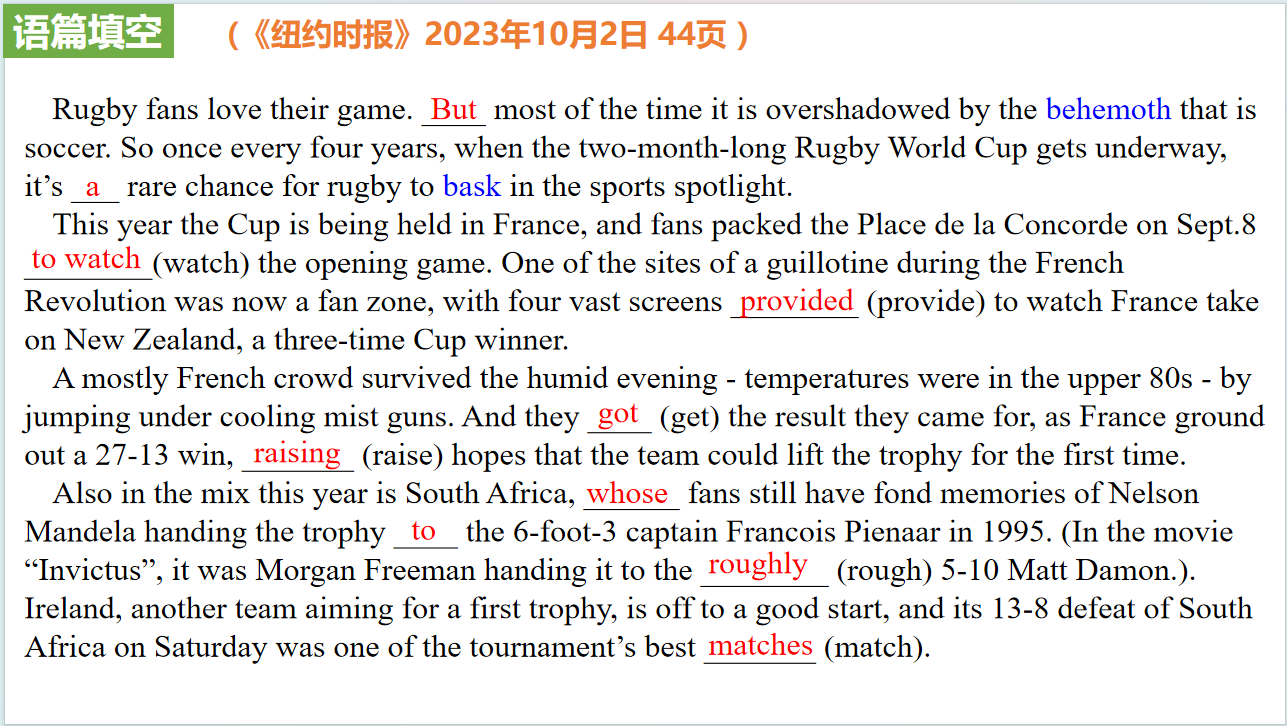 语篇填空 （《纽约时报》2023年10月2日 44页 ）
Rugby fans love their game. But most of the time it is overshadowed by the behemoth that is
soccer. So once every four years, when the two-month-long Rugby World Cup gets underway,
it’s a rare chance for rugby to bask in the sports spotlight.
This year the Cup is being held in France, and fans packed the Place de la Concorde on Sept.8
to watch (watch) the opening game. One of the sites of a guillotine during the French
Revolution was now a fan zone, with four vast screens provided (provide) to watch France take
on New Zealand, a three-time Cup winner.
A mostly French crowd survived the humid evening - temperatures were in the upper 80s - by
jumping under cooling mist guns. And they got (get) the result they came for, as France ground
out a 27-13 win, raising (raise) hopes that the team could lift the trophy for the first time.
Also in the mix this year is South Africa, whose fans still have fond memories of Nelson
Mandela handing the trophy to the 6-foot-3 captain Francois Pienaar in 1995. (In the movie
“Invictus”, it was Morgan Freeman handing it to the roughly (rough) 5-10 Matt Damon.).
Ireland, another team aiming for a first trophy, is off to a good start, and its 13-8 defeat of South
Africa on Saturday was one of the tournament’s best matches (match).